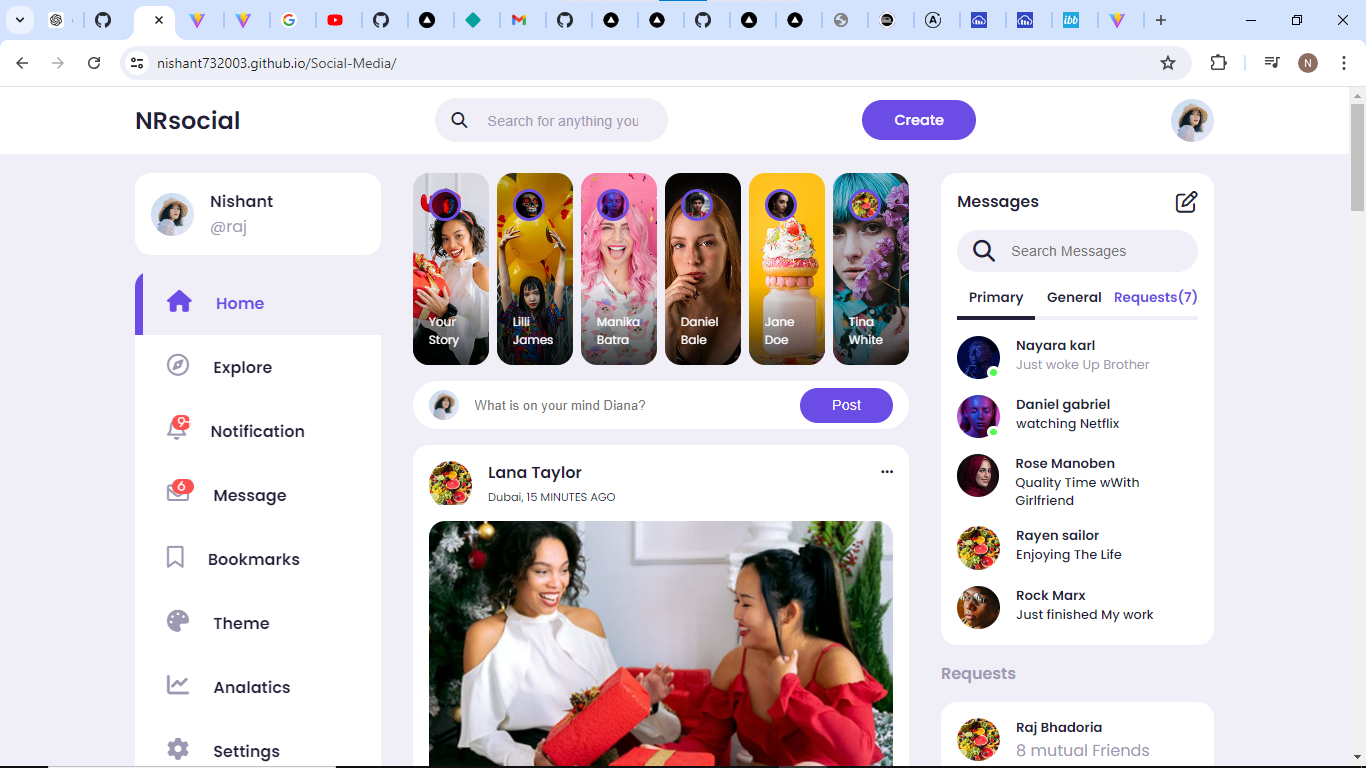 nishant732003.github.io/Social-Media/
N
NRsocial
Search for anything you
Create
Nishant
@raj
Home
Explore
9
Notification
6
Message
Bookmarks
Theme
Analatics
Settings
Your
Story
Lilli
James
Manika
Batra
Daniel
Bale
Jane
Doe
Tina
White
What is on your mind Diana?
Post
Lana Taylor
Dubai, 15 MINUTES AGO
Messages
Search Messages
Primary
General
Requests(7)
Nayara karl
Just woke Up Brother
Daniel gabriel
watching Netflix
Rose Manoben
Quality Time wWith
Girlfriend
Rayen sailor
Enjoying The Life
Rock Marx
Just finished My work
Requests
Raj Bhadoria
8 mutual Friends